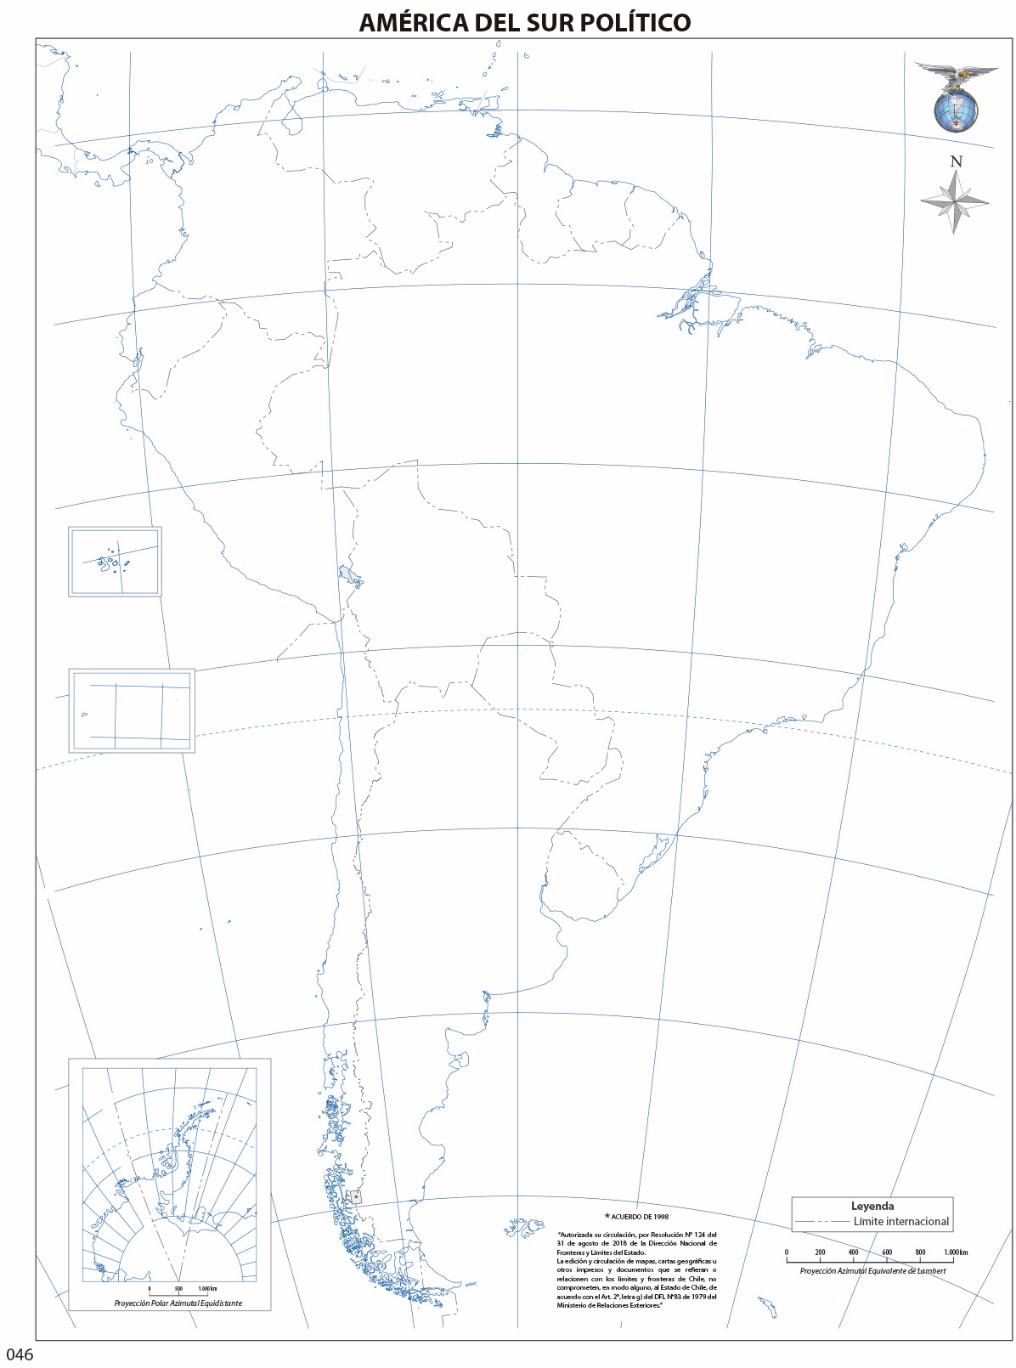 AMÉRICA DEL SUR POLÍTICO
N
* ACUERDO DE 1998
"Autorizada su circulación, por Resolución Nº 124 del
31 de agosto de 2018 de la Dirección Nacional de
Fronteras y Límites del Estado.
La edición y circulación de mapas, cartas geográficas u
otros impresos y documentos que se refieran o
relacionen con los límites y fronteras de Chile, no
comprometen, en modo alguno, al Estado de Chile, de
acuerdo con el Art. 2º, letra g) del DFL Nº83 de 1979 del
Ministerio de Relaciones Exteriores."
Leyenda
Límite internacional
0 200 400 600 800 1.000 km
Proyección Azimutal Equivalente de Lambert
*
0 500 1.000 km
Proyección Polar Azimutal Equidistante
046